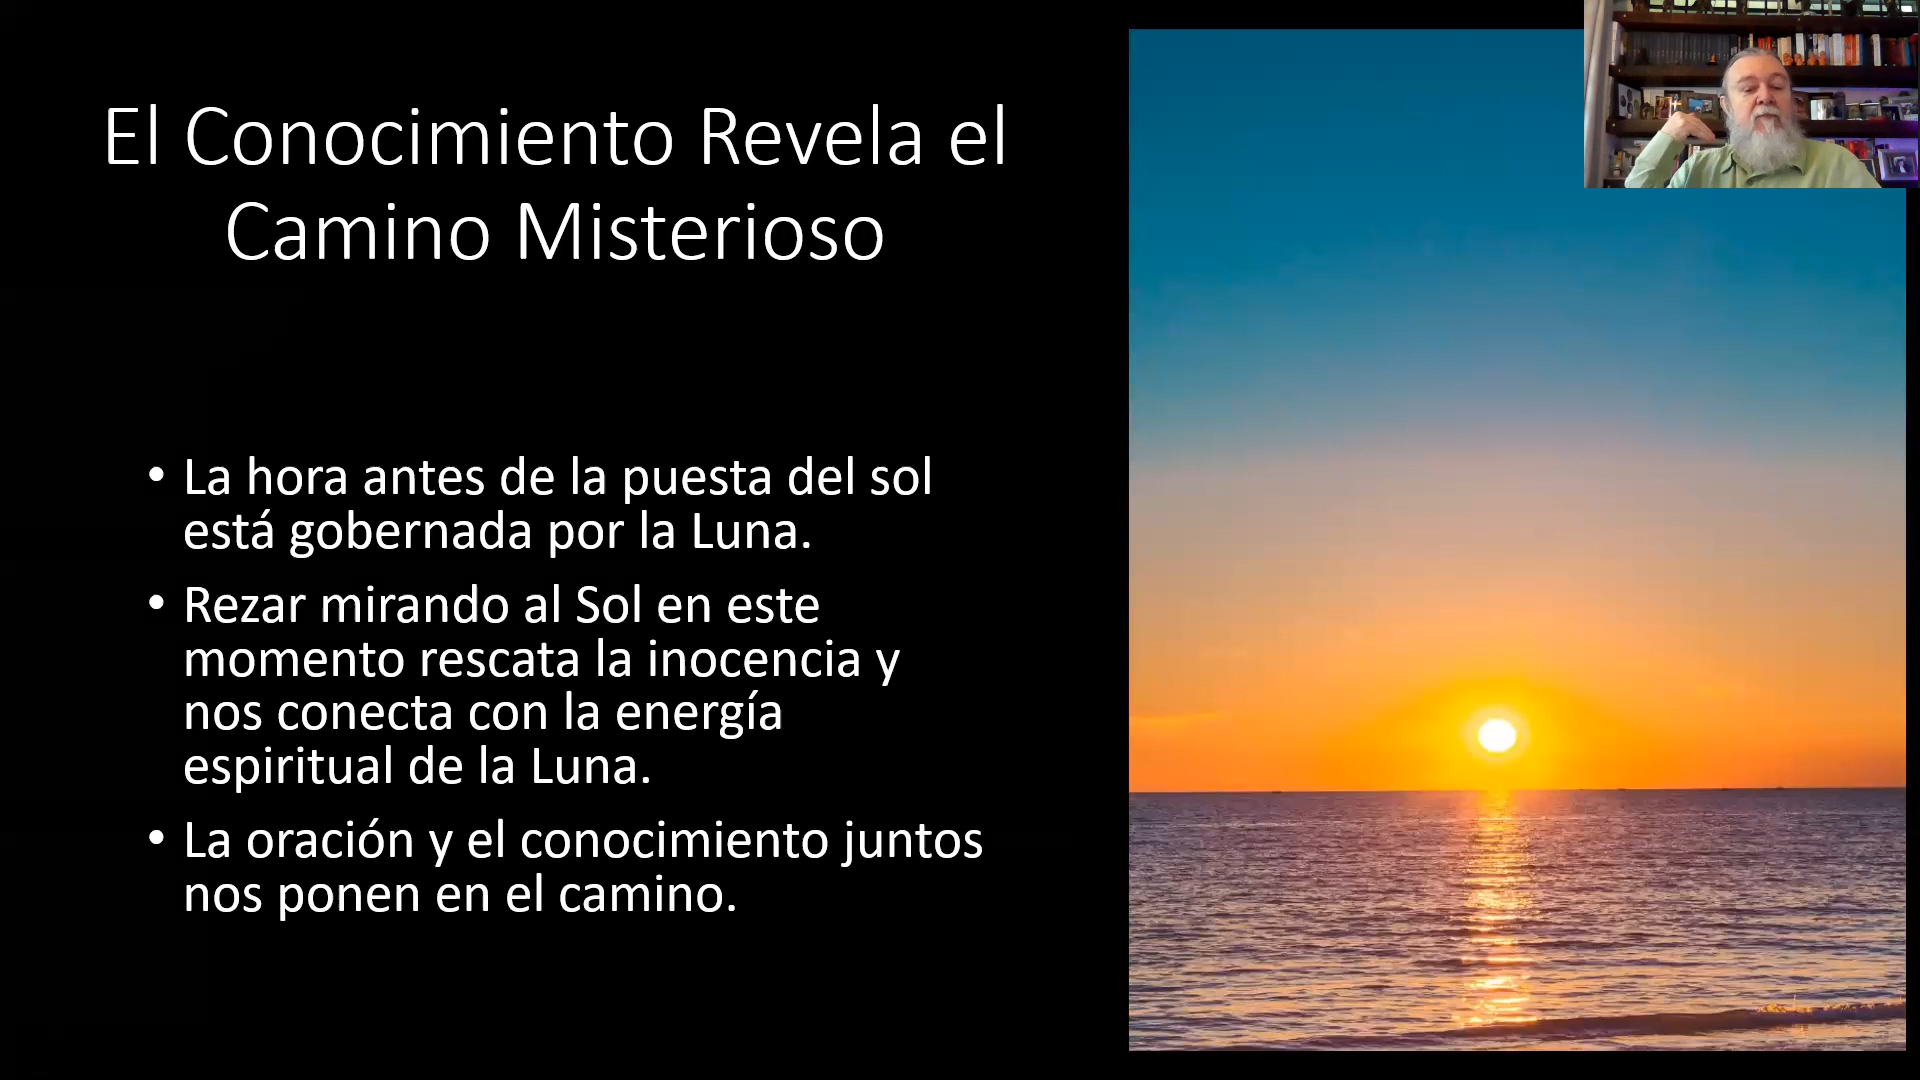 El Conocimiento Revela el
Camino Misterioso
• La hora antes de la puesta del sol
está gobernada por la Luna.
• Rezar mirando al Sol en este
momento rescata la inocencia y
nos conecta con la energía
espiritual de la Luna.
• La oración y el conocimiento juntos
nos ponen en el camino.